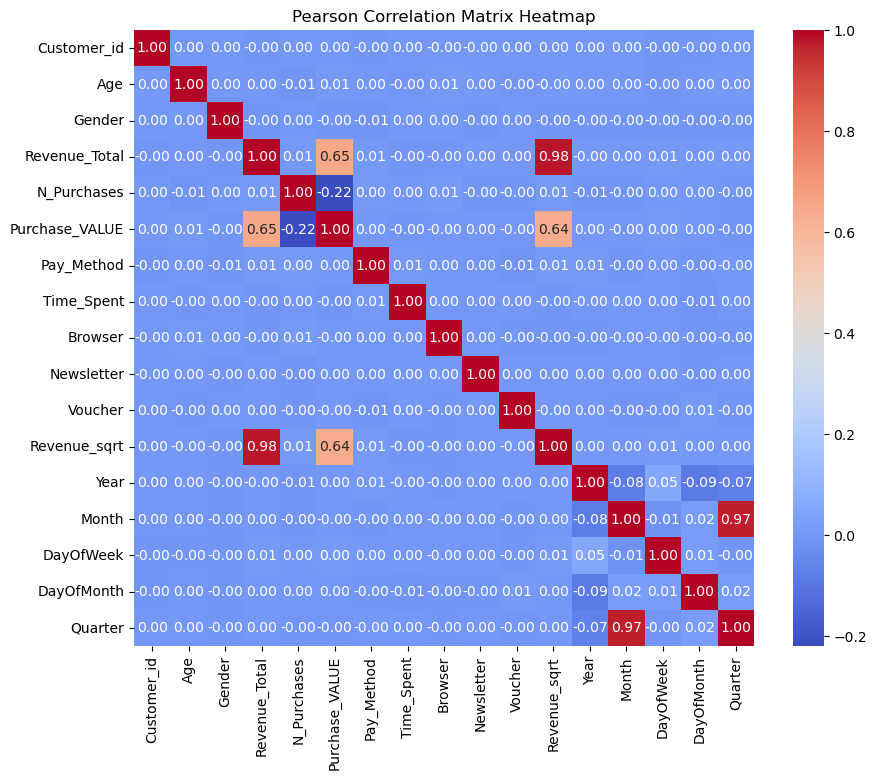 Pearson Correlation Matrix Heatmap
Customer_id 1.00 0.00 0.00 -0.00 0.00 0.00 -0.00 0.00 -0.00 -0.00 0.00 0.00 0.00 0.00 -0.00 -0.00 0.00
Age 0.00 1.00 0.00 0.00 -0.01 0.01 0.00 -0.00 0.01 0.00 -0.00 -0.00 -0.00 0.00 -0.00 0.00 0.00
Gender 0.00 0.00 1.00 -0.00 0.00 -0.00 -0.01 0.00 0.00 0.00 0.00 -0.00 -0.00 -0.00 0.00 -0.00 -0.00
Revenue_Total -0.00 0.00 -0.00 1.00 0.01 0.65 0.01 -0.00 -0.00 0.00 -0.00 0.98 -0.00 -0.00 0.01 0.00 0.00
N_Purchases 0.00 -0.01 0.00 0.01 1.00 -0.22 0.00 0.00 0.01 -0.00 -0.00 0.01 -0.01 0.00 0.00 0.00 -0.00
Purchase_VALUE 0.00 0.01 -0.00 0.65 -0.22 1.00 0.00 -0.00 -0.00 0.00 -0.00 0.64 0.00 -0.00 0.00 0.00 -0.00
Pay_Method -0.00 0.00 -0.01 0.01 0.00 0.00 1.00 0.01 0.00 0.00 -0.01 0.01 0.01 -0.00 0.00 -0.00 -0.00
Time_Spent 0.00 -0.00 0.00 -0.00 0.00 -0.00 0.01 1.00 0.00 0.00 0.00 -0.00 -0.00 0.00 0.00 -0.01 0.00
Browser -0.00 0.01 0.00 -0.00 0.01 -0.00 0.00 0.00 1.00 0.00 -0.00 -0.00 0.00 -0.00 0.00 -0.00 -0.00
Newsletter -0.00 0.00 0.00 0.00 -0.00 0.00 0.00 0.00 0.00 1.00 0.00 0.00 0.00 -0.00 0.00 -0.00 -0.00
Voucher 0.00 -0.00 0.00 -0.00 -0.00 -0.00 -0.01 0.00 -0.00 0.00 1.00 -0.00 0.00 -0.00 -0.00 0.01 -0.00
Revenue_sqrt 0.00 -0.00 -0.00 0.98 0.01 0.64 0.01 -0.00 -0.00 0.00 -0.00 1.00 0.00 0.00 0.01 0.00 0.00
Year 0.00 -0.00 -0.00 -0.00 -0.01 0.00 0.01 -0.00 0.00 0.00 0.00 0.00 1.00 -0.08 0.05 -0.09 -0.07
Month 0.00 0.00 -0.00 -0.00 0.00 -0.00 -0.00 0.00 -0.00 -0.00 -0.00 0.00 -0.08 1.00 -0.01 0.02 0.97
DayOfWeek -0.00 -0.00 -0.00 0.01 0.00 0.00 0.00 0.00 0.00 0.00 -0.00 0.01 0.05 -0.01 1.00 0.01 -0.00
DayOfMonth -0.00 0.00 -0.00 0.00 0.00 0.00 -0.00 -0.01 -0.00 -0.00 0.01 0.00 -0.09 0.02 0.01 1.00 0.02
Quarter 0.00 0.00 -0.00 0.00 -0.00 -0.00 -0.00 0.00 -0.00 -0.00 -0.00 0.00 -0.07 0.97 -0.00 0.02 1.00
Customer_id
Age
Gender
Revenue_Total
N_Purchases
Purchase_VALUE
Pay_Method
Time_Spent
Browser
Newsletter
Voucher
Revenue_sqrt
Year
Month
DayOfWeek
DayOfMonth
Quarter
1.0
0.8
0.6
0.4
0.2
0.0
−0.2